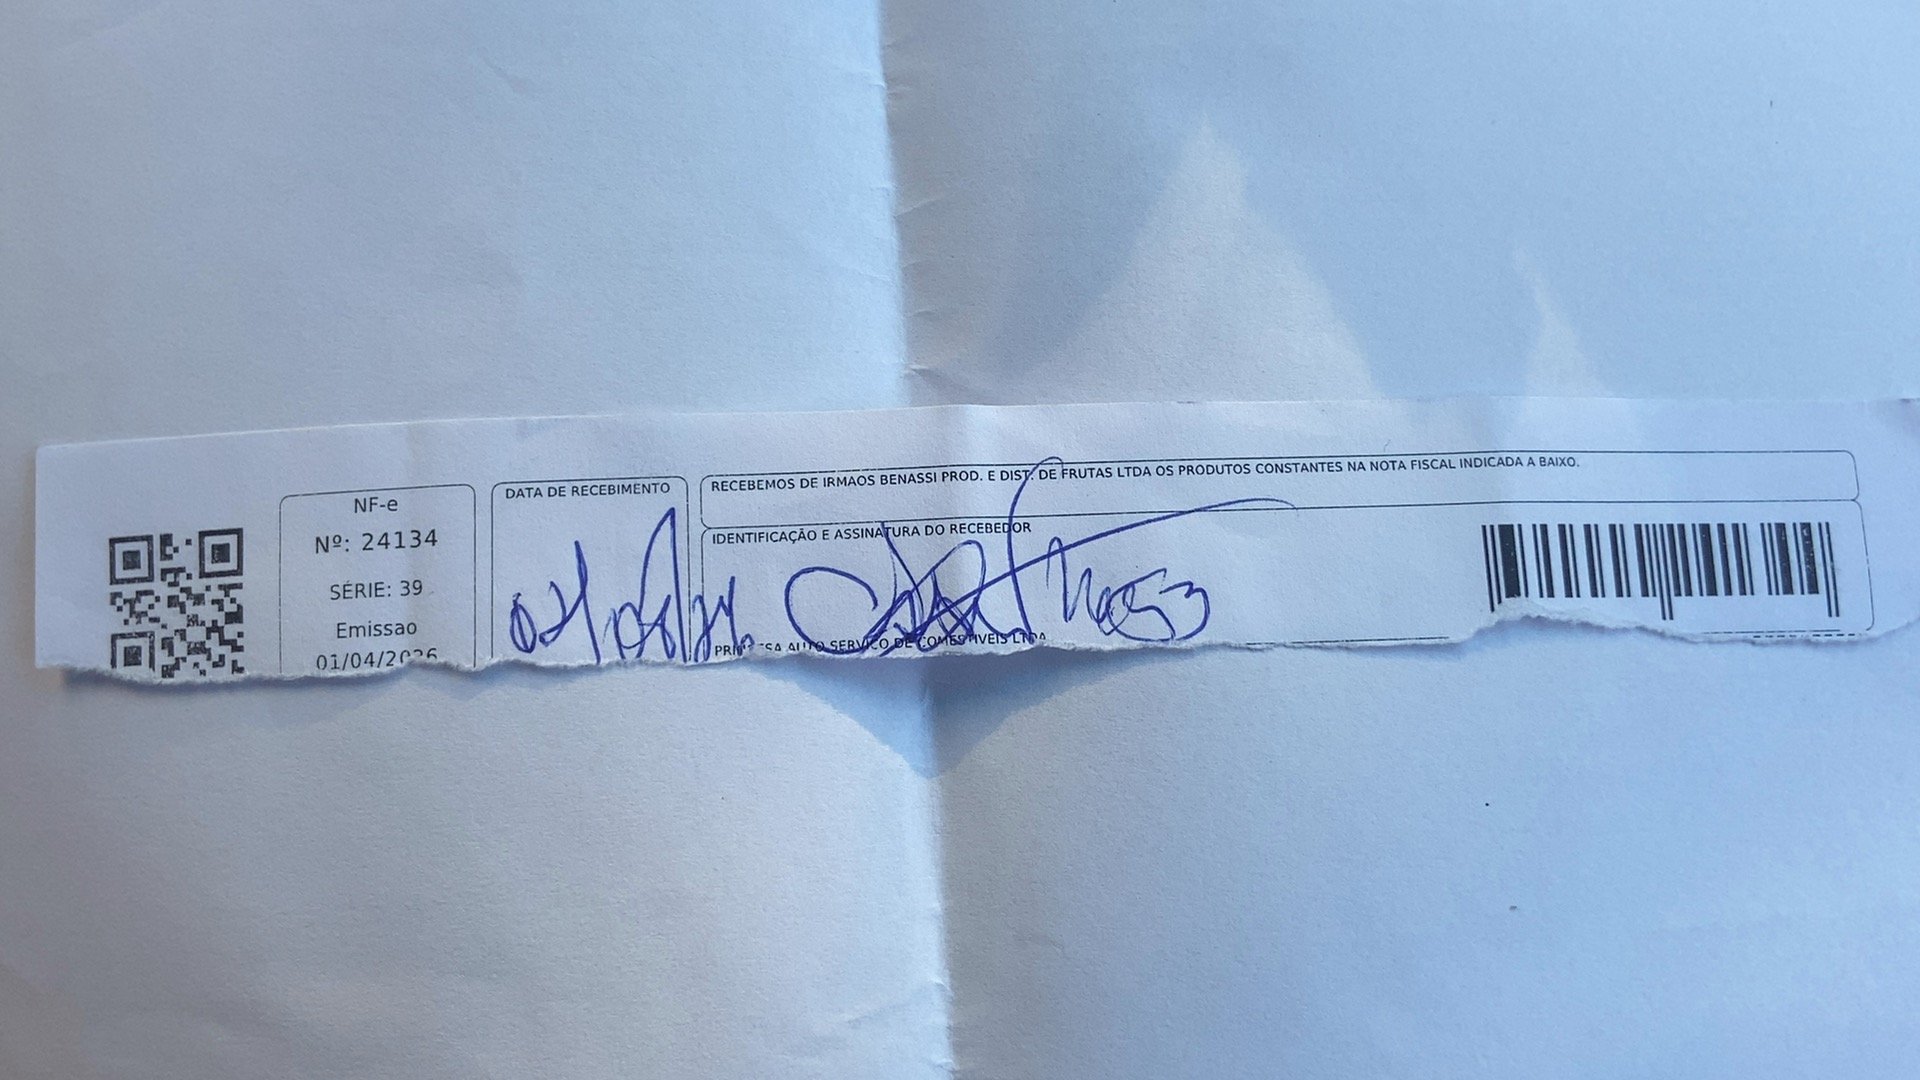 NF-e
Nº: 24134
SÉRIE: 39
Emissao
01/04/2026
DATA DE RECEBIMENTO
RECEBEMOS DE IRMAOS BENASSI PROD. E DIST. DE FRUTAS LTDA OS PRODUTOS CONSTANTES NA NOTA FISCAL INDICADA A BAIXO.
IDENTIFICAÇÃO E ASSINATURA DO RECEBEDOR
AUTO SERVICO DE COMESTIVEIS LTDA